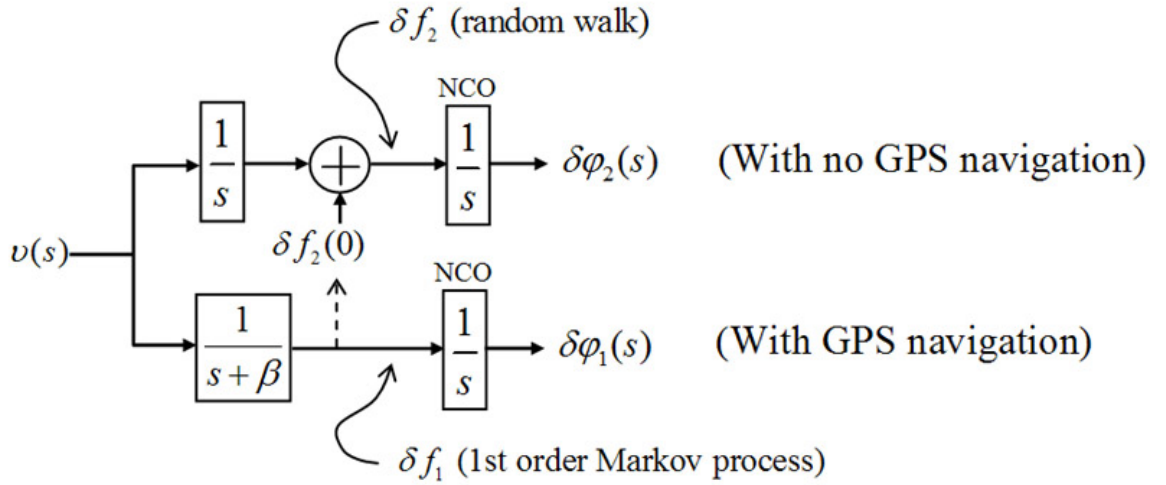 δf₂ (random walk)
NCO
1/s
+
1/s
δφ₂(s)
(With no GPS navigation)
δf₂(0)
υ(s)
NCO
1/(s + β)
1/s
δφ₁(s)
(With GPS navigation)
δf₁ (1st order Markov process)